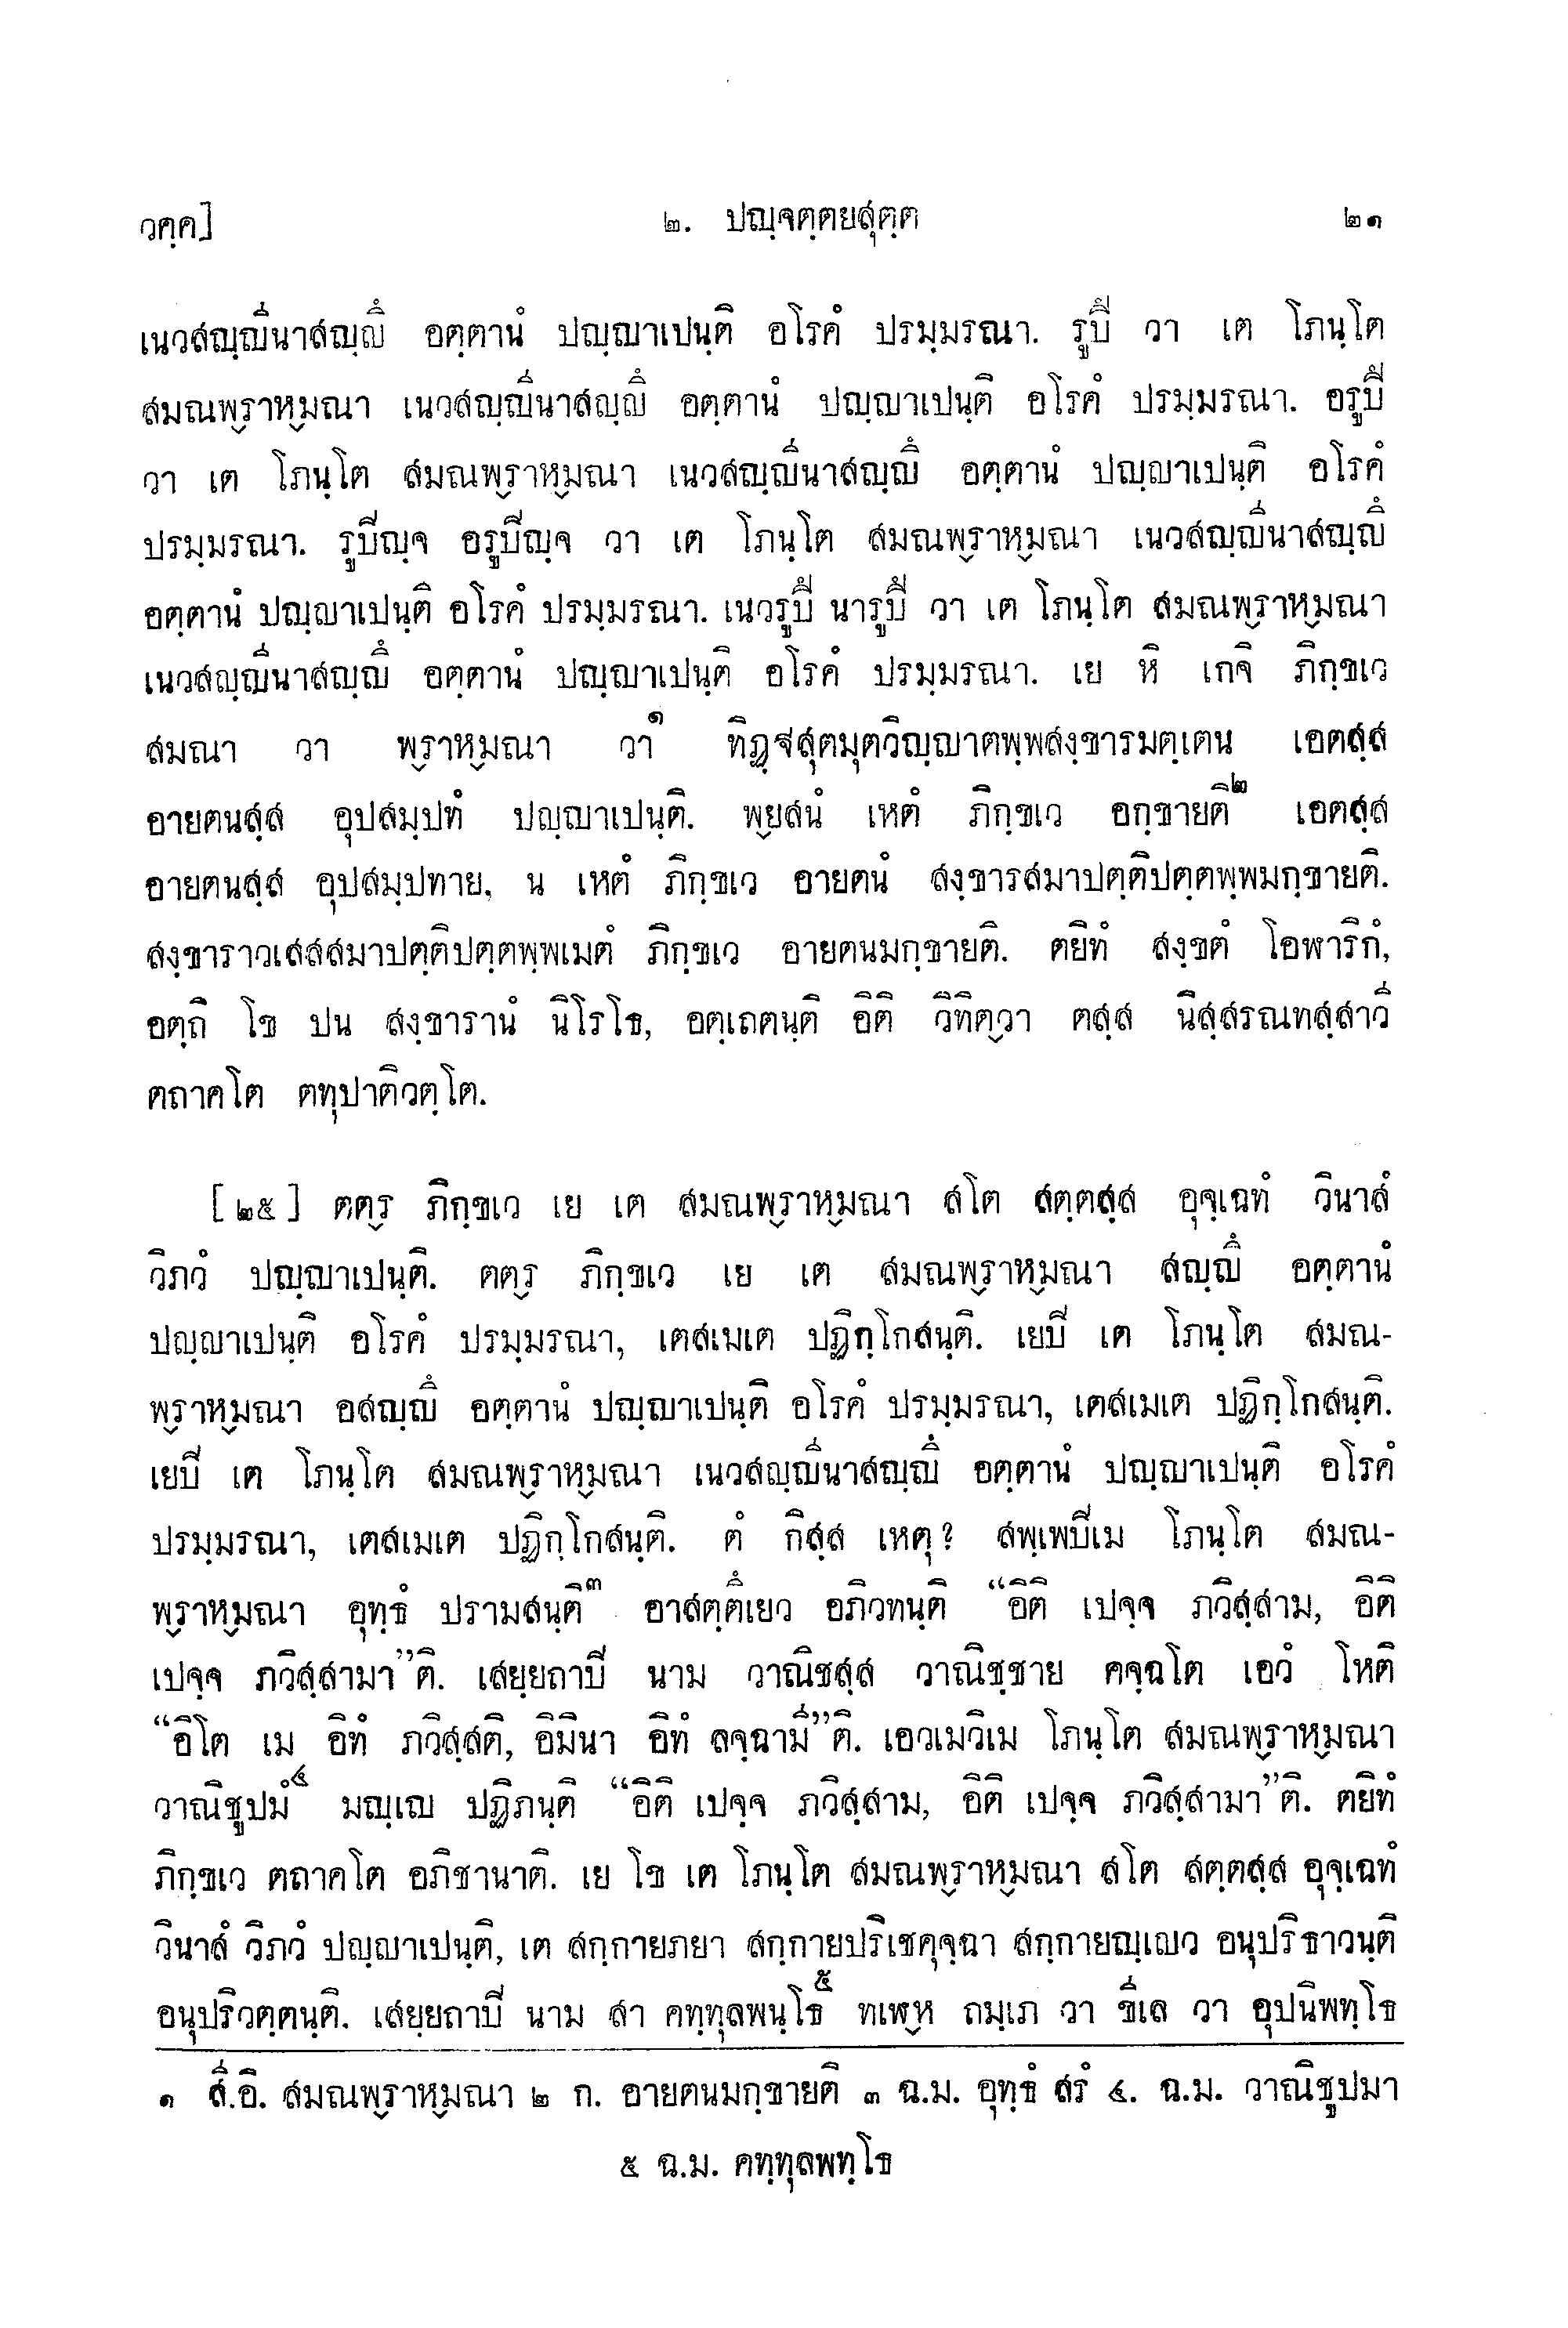 วคฺค]
๒. ปญฺจตฺตยสุตฺต
๒๑
เนวสญฺญีนาสญฺญึ อตฺตานํ ปญฺญาเปนฺติ อโรคํ ปรมฺมรณา. รูปึ วา เต โภนฺโต
สมณพฺราหฺมณา เนวสญฺญีนาสญฺญึ อตฺตานํ ปญฺญาเปนฺติ อโรคํ ปรมฺมรณา. อรูปึ
วา เต โภนฺโต สมณพฺราหฺมณา เนวสญฺญีนาสญฺญึ อตฺตานํ ปญฺญาเปนฺติ อโรคํ
ปรมฺมรณา. รูปีญฺจ อรูปีญฺจ วา เต โภนฺโต สมณพฺราหฺมณา เนวสญฺญีนาสญฺญึ
อตฺตานํ ปญฺญาเปนฺติ อโรคํ ปรมฺมรณา. เนวรูปึ นารูปึ วา เต โภนฺโต สมณพฺราหฺมณา
เนวสญฺญีนาสญฺญึ อตฺตานํ ปญฺญาเปนฺติ อโรคํ ปรมฺมรณา. เย หิ เกจิ ภิกฺขเว
สมณา วา พฺราหฺมณา วา๑ ทิฏฺฐสุตมุตวิญฺญาตพฺพสงฺขารมตฺเตน เอตสฺส
อายตนสฺส อุปสมฺปทํ ปญฺญาเปนฺติ. พฺยสนํ เหตํ ภิกฺขเว อกฺขายติ๒ เอตสฺส
อายตนสฺส อุปสมฺปทาย, น เหตํ ภิกฺขเว อายตนํ สงฺขารสมาปตฺติปตฺตพฺพมกฺขายติ.
สงฺขาราวเสสสมาปตฺติปตฺตพฺพเมตํ ภิกฺขเว อายตนมกฺขายติ. ตยิทํ สงฺขตํ โอฬาริกํ,
อตฺถิ โข ปน สงฺขารานํ นิโรโธ, อตฺเถตนฺติ อิติ วิทิตฺวา ตสฺส นิสฺสรณทสฺสาวี
ตถาคโต ตทุปาติวตฺโต.
[๒๕] ตตฺร ภิกฺขเว เย เต สมณพฺราหฺมณา สโต สตฺตสฺส อุจฺเฉทํ วินาสํ
วิภวํ ปญฺญาเปนฺติ. ตตฺร ภิกฺขเว เย เต สมณพฺราหฺมณา สญฺญึ อตฺตานํ
ปญฺญาเปนฺติ อโรคํ ปรมฺมรณา, เตสเมเต ปฏิกฺโกสนฺติ. เยปิ เต โภนฺโต สมณ-
พฺราหฺมณา อสญฺญึ อตฺตานํ ปญฺญาเปนฺติ อโรคํ ปรมฺมรณา, เตสเมเต ปฏิกฺโกสนฺติ.
เยปิ เต โภนฺโต สมณพฺราหฺมณา เนวสญฺญีนาสญฺญึ อตฺตานํ ปญฺญาเปนฺติ อโรคํ
ปรมฺมรณา, เตสเมเต ปฏิกฺโกสนฺติ. ตํ กิสฺส เหตุ? สพฺเพปิเม โภนฺโต สมณ-
พฺราหฺมณา อุทฺธํ ปรามสนฺติ๓ อาสตฺตึเยว อภิวทนฺติ “อิติ เปจฺจ ภวิสฺสาม, อิติ
เปจฺจ ภวิสฺสามา”ติ. เสยฺยถาปิ นาม วาณิชสฺส วาณิชฺชาย คจฺฉโต เอวํ โหติ
“อิโต เม อิทํ ภวิสฺสติ, อิมินา อิทํ ลจฺฉามี”ติ. เอวเมวิเม โภนฺโต สมณพฺราหฺมณา
วาณิชูปมํ๔ มญฺเญ ปฏิภนฺติ “อิติ เปจฺจ ภวิสฺสาม, อิติ เปจฺจ ภวิสฺสามา”ติ. ตยิทํ
ภิกฺขเว ตถาคโต อภิชานาติ. เย โข เต โภนฺโต สมณพฺราหฺมณา สโต สตฺตสฺส อุจฺเฉทํ
วินาสํ วิภวํ ปญฺญาเปนฺติ, เต สกฺกายภยา สกฺกายปริเชคุจฺฉา สกฺกายญฺเญว อนุปริธาวนฺติ
อนุปริวตฺตนฺติ. เสยฺยถาปิ นาม สา คทฺทุลพนฺโธ๕ ทเฬฺห ถมฺเภ วา ขีเล วา อุปนิพทฺโธ
๑ สี.อิ. สมณพฺราหฺมณา ๒ ก. อายตนมกฺขายติ ๓ ฉ.ม. อุทฺธํ สรํ ๔. ฉ.ม. วาณิชูปมา
๕ ฉ.ม. คทฺทุลพทฺโธ